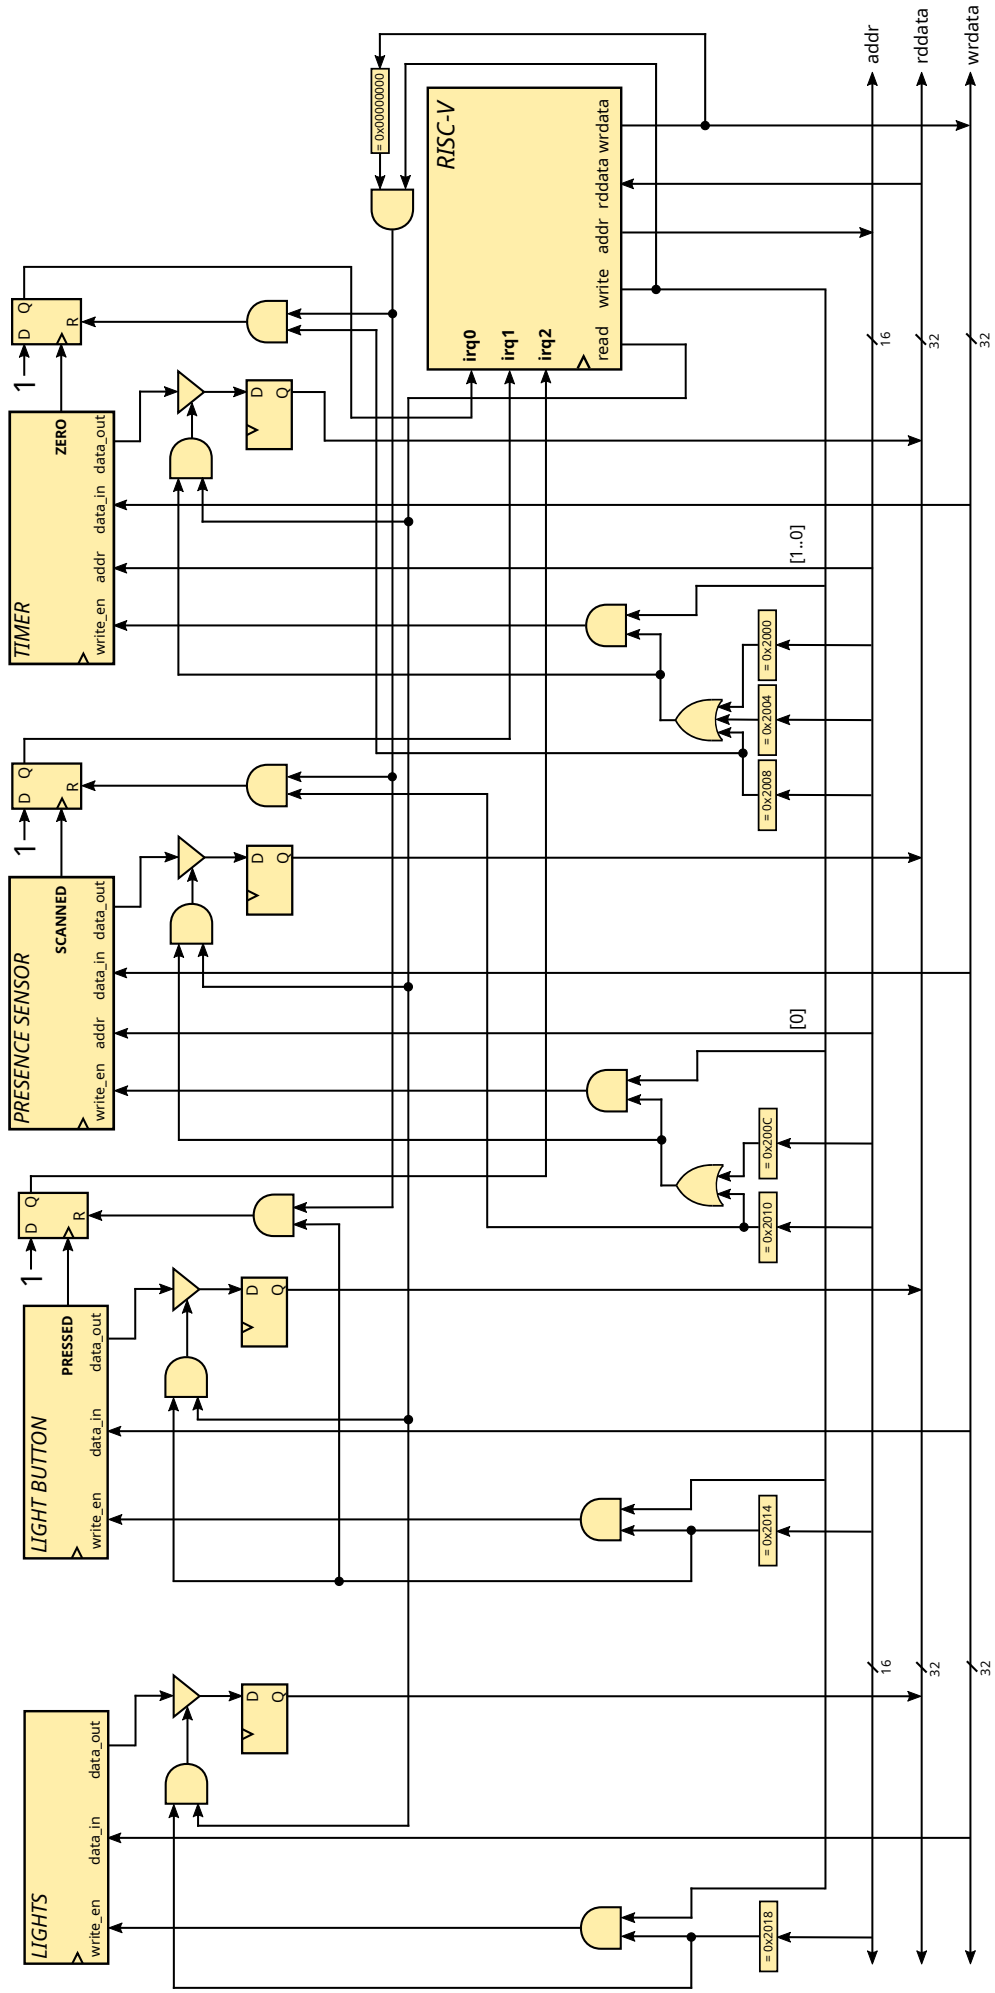 LIGHTS
write_en
data_in
data_out
D
Q
= 0x2018
LIGHT BUTTON
write_en
data_in
data_out
PRESSED
1
D
Q
R
D
Q
= 0x2014
PRESENCE SENSOR
write_en
addr
data_in
data_out
SCANNED
1
D
Q
R
D
Q
= 0x2010
= 0x200C
[0]
TIMER
write_en
addr
data_in
data_out
ZERO
1
D
Q
R
D
Q
= 0x2008
= 0x2004
= 0x2000
[1..0]
RISC-V
irq0
irq1
irq2
read
write
addr
rddata
wrdata
= 0x00000000
16
32
32
16
32
32
addr
rddata
wrdata